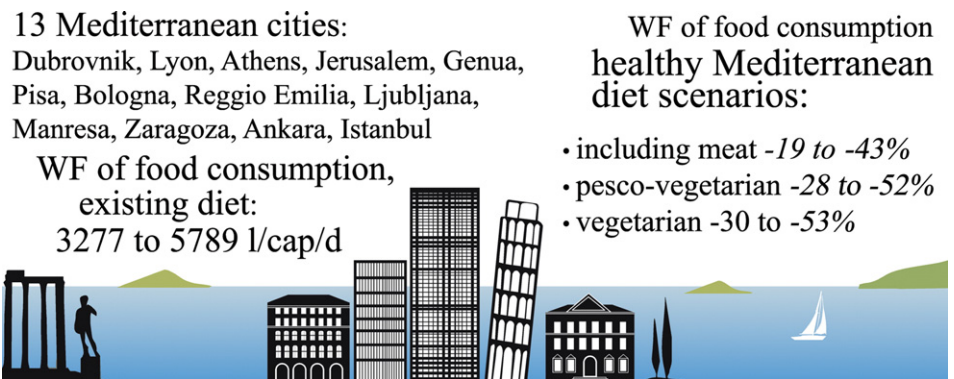 13 Mediterranean cities:
Dubrovnik, Lyon, Athens, Jerusalem, Genua,
Pisa, Bologna, Reggio Emilia, Ljubljana,
Manresa, Zaragoza, Ankara, Istanbul
WF of food consumption,
existing diet:
3277 to 5789 l/cap/d
WF of food consumption
healthy Mediterranean
diet scenarios:
• including meat -19 to -43%
• pesco-vegetarian -28 to -52%
• vegetarian -30 to -53%